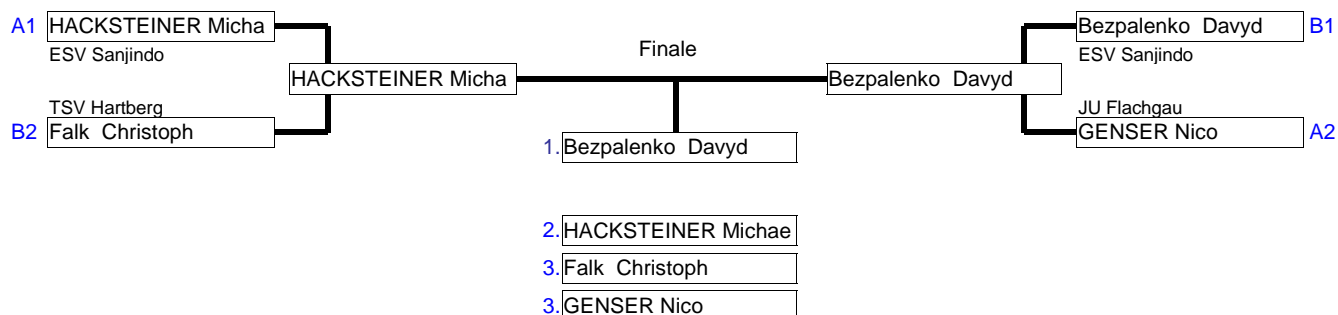 A1 HACKSTEINER Micha
ESV Sanjindo
Finale
Bezpalenko Davyd B1
ESV Sanjindo
HACKSTEINER Micha
Bezpalenko Davyd
TSV Hartberg
B2 Falk Christoph
JU Flachgau
GENSER Nico A2
1. Bezpalenko Davyd
2. HACKSTEINER Michae
3. Falk Christoph
3. GENSER Nico